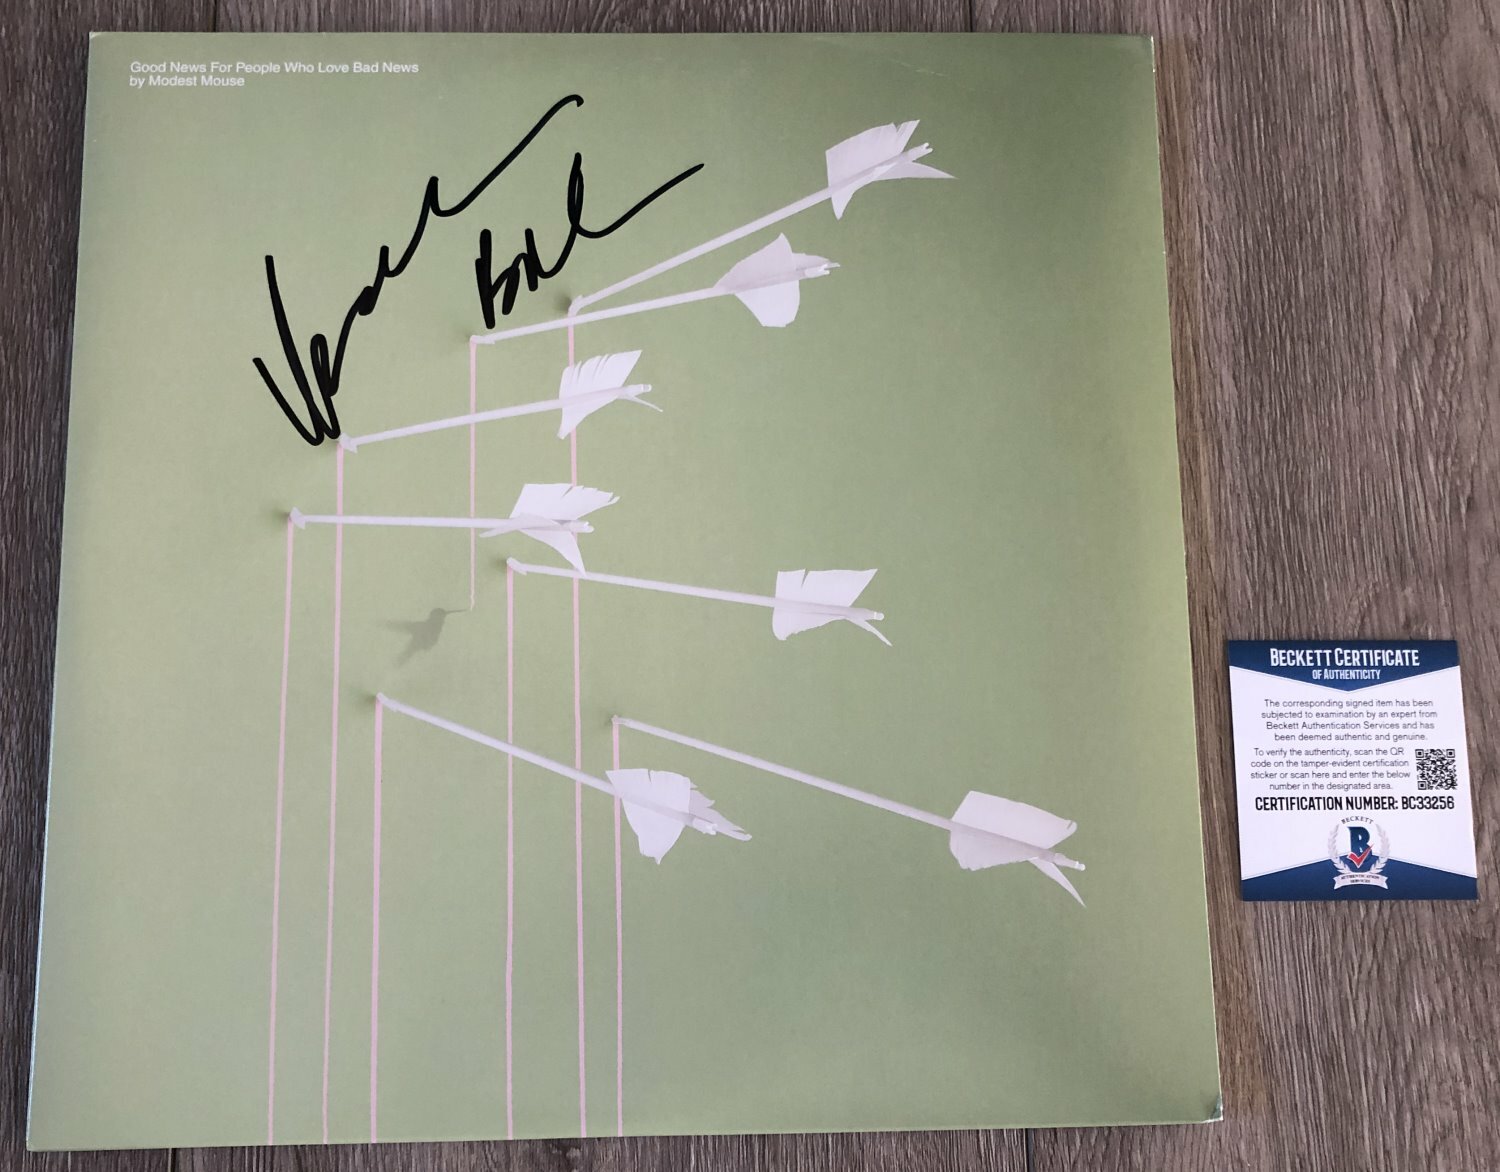 Good News For People Who Love Bad News
by Modest Mouse
BECKETT CERTIFICATE
OF AUTHENTICITY
The corresponding signed item has been
subjected to examination by an expert from
Beckett Authentication Services and has
been deemed authentic and genuine.
To verify the authenticity, scan the QR
code on the tamper-evident certification
sticker or scan here and enter the below
number in the designated area.
CERTIFICATION NUMBER: BC33256
BECKETT
B
AUTHENTICATION
SERVICES